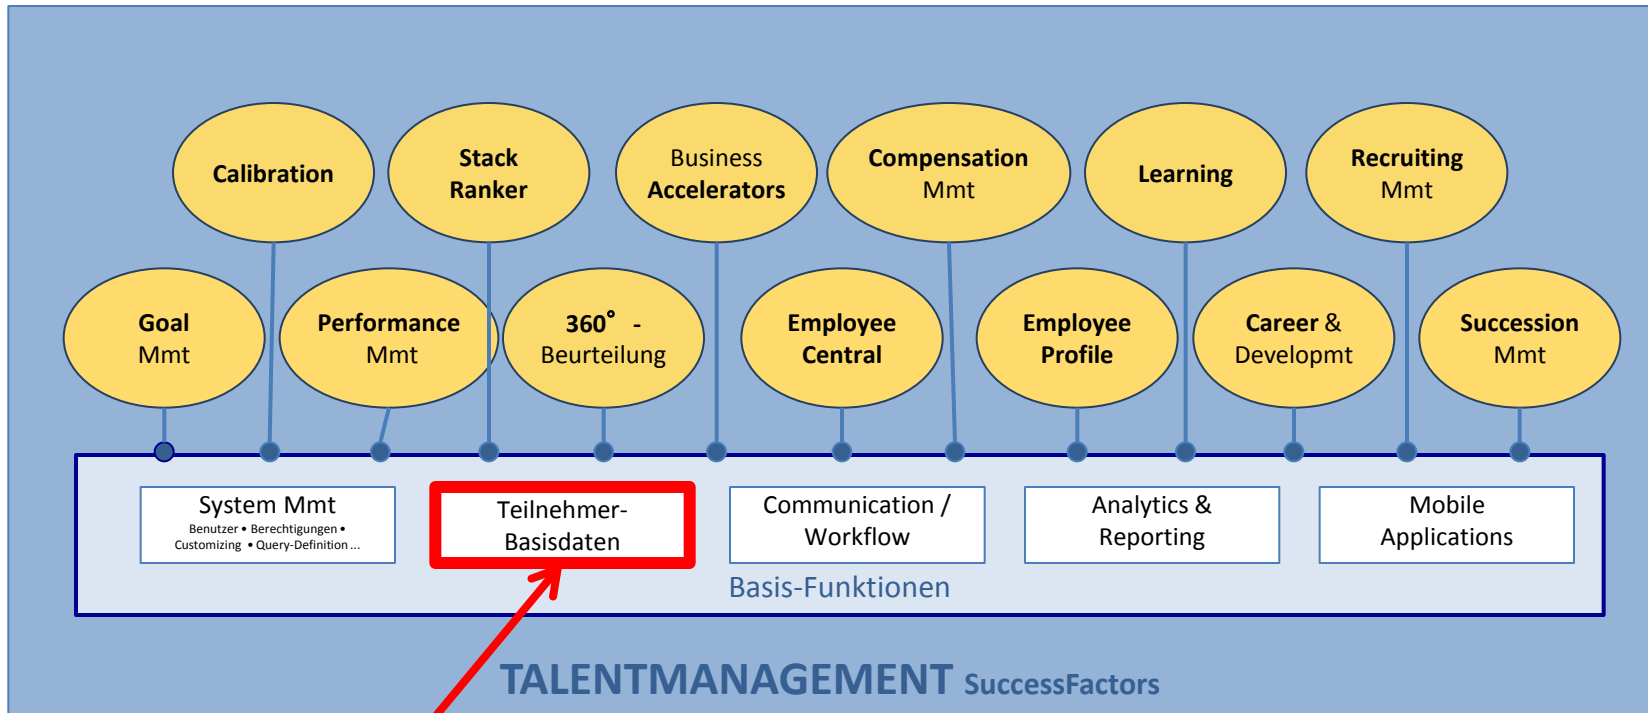 Calibration
Stack
Ranker
Business
Accelerators
Compensation
Mmt
Learning
Recruiting
Mmt
Goal
Mmt
Performance
Mmt
360° -
Beurteilung
Employee
Central
Employee
Profile
Career &
Developmt
Succession
Mmt
System Mmt
Benutzer • Berechtigungen •
Customizing • Query-Definition ...
Teilnehmer-
Basisdaten
Communication /
Workflow
Analytics &
Reporting
Mobile
Applications
Basis-Funktionen
TALENTMANAGEMENT SuccessFactors